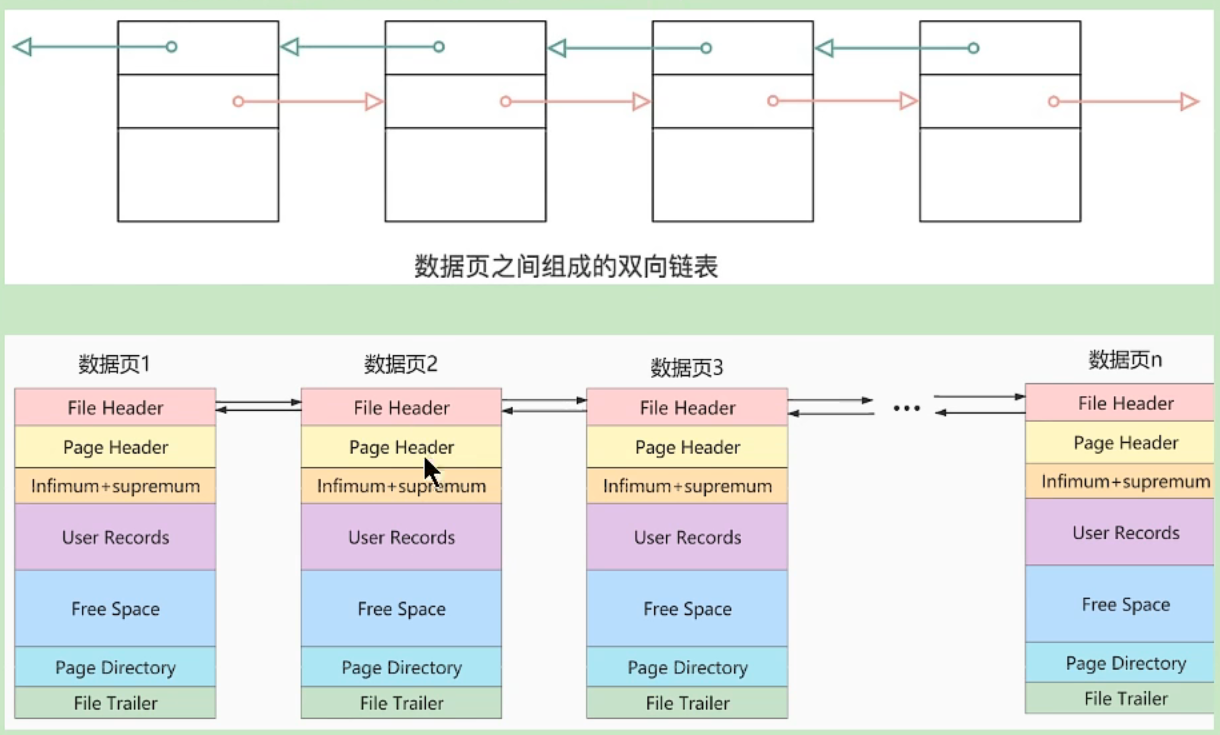 数据页之间组成的双向链表
数据页1 数据页2 数据页3 数据页n
File Header File Header File Header ... File Header
Page Header Page Header Page Header Page Header
Infimum+supremum Infimum+supremum Infimum+supremum Infimum+supremum
User Records User Records User Records User Records
Free Space Free Space Free Space Free Space
Page Directory Page Directory Page Directory Page Directory
File Trailer File Trailer File Trailer File Trailer